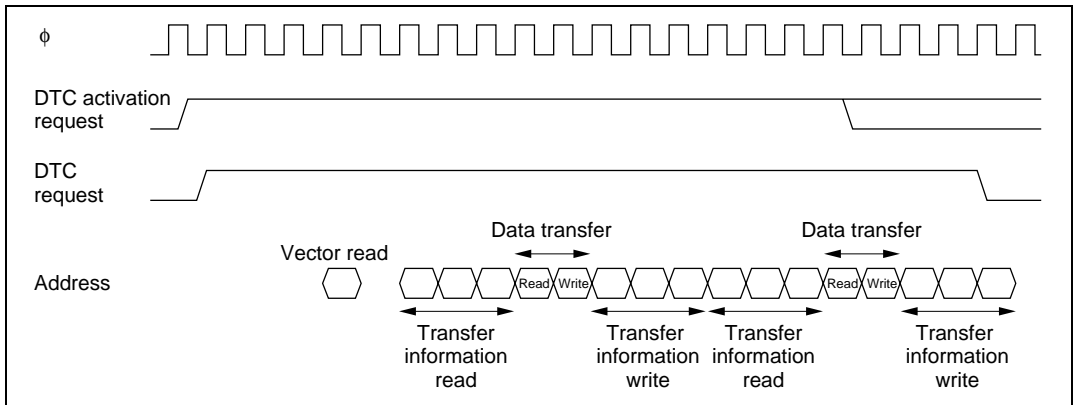 ϕ
DTC activation
request
DTC
request
Data transfer
Data transfer
Vector read
Address
Read Write
Read Write
Transfer
information
read
Transfer
information
write
Transfer
information
read
Transfer
information
write